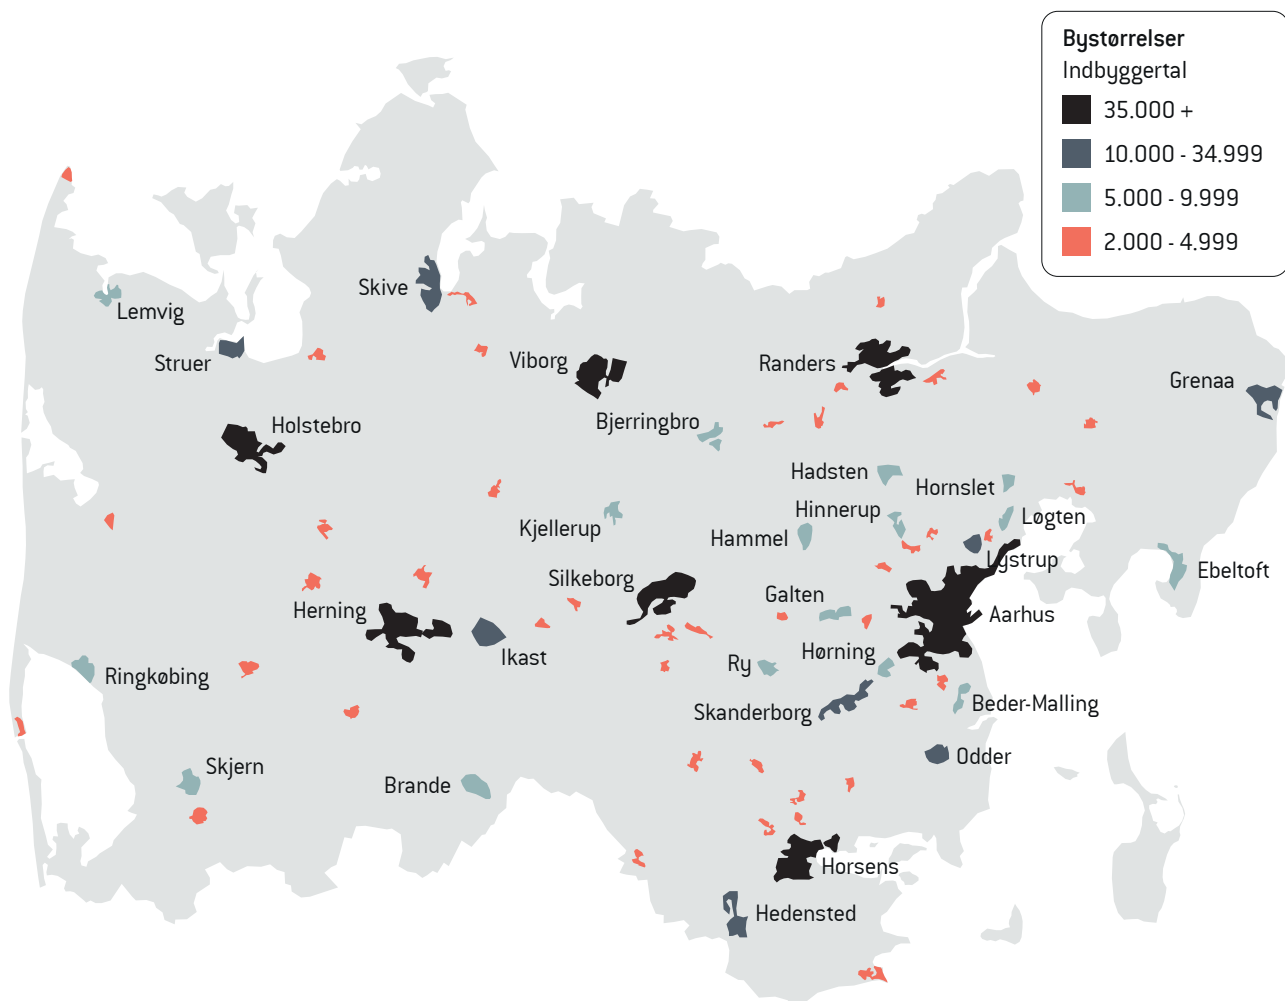 Bystørrelser
Indbyggertal
35.000 +
10.000 - 34.999
5.000 - 9.999
2.000 - 4.999
Skive
Lemvig
Struer
Viborg
Randers
Grenaa
Holstebro
Bjerringbro
Hadsten
Hornslet
Hinnerup
Løgten
Kjellerup
Hammel
Lystrup
Ebeltoft
Silkeborg
Galten
Herning
Aarhus
Ikast
Hørning
Ry
Ringkøbing
Skanderborg
Beder-Malling
Odder
Skjern
Brande
Horsens
Hedensted